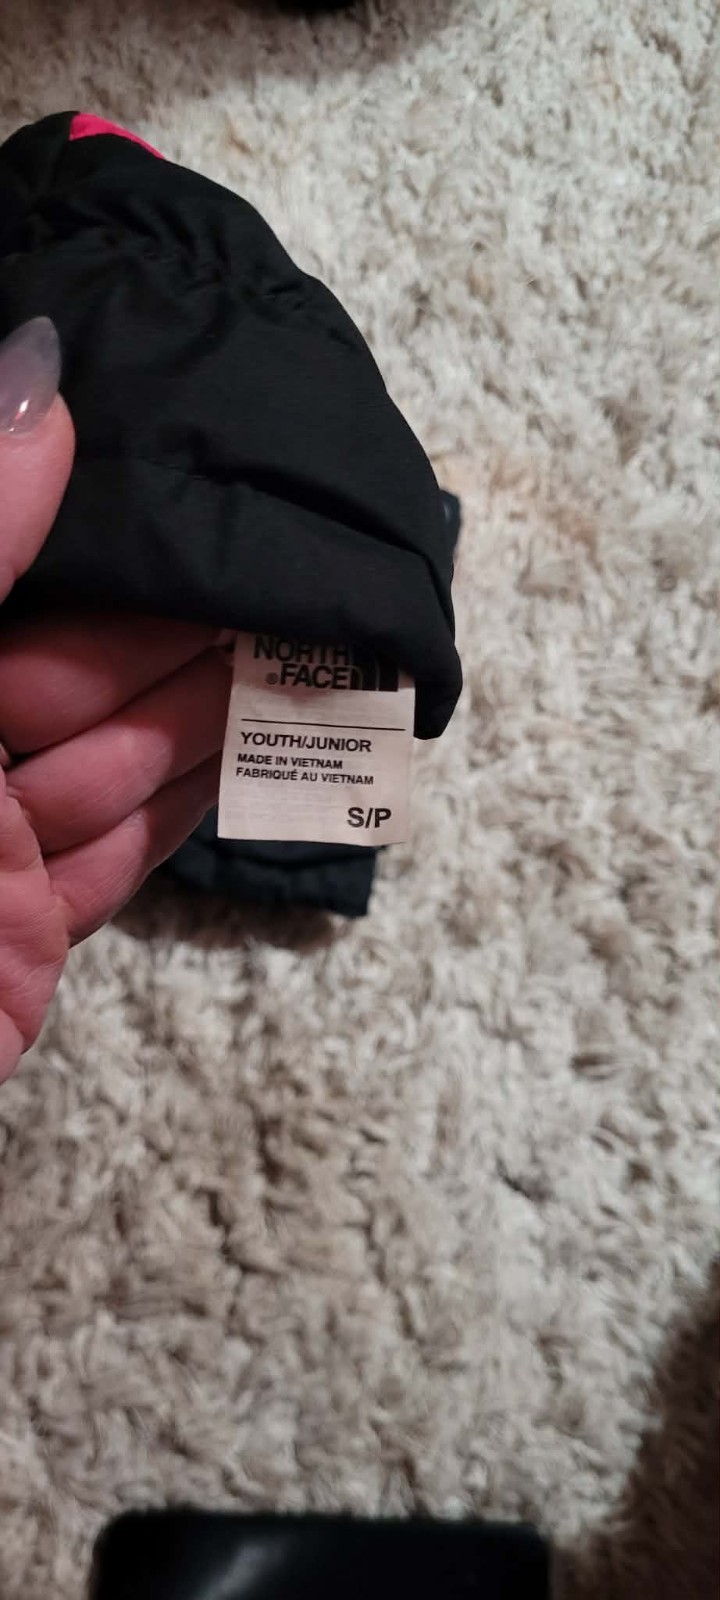 NORTH
®FACE
YOUTH/JUNIOR
MADE IN VIETNAM
FABRIQUÉ AU VIETNAM
S/P